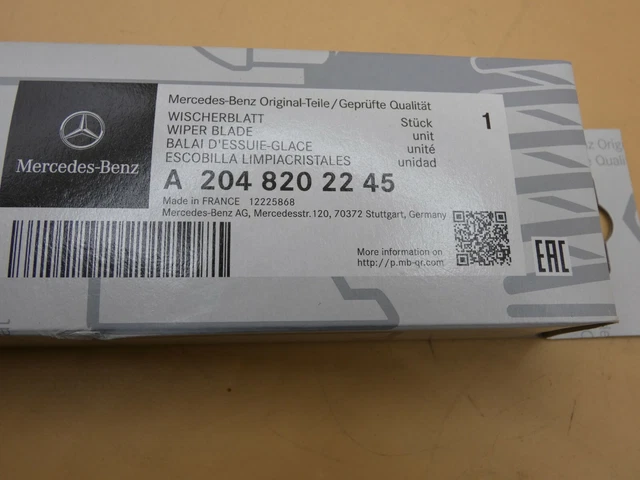 Mercedes-Benz
Mercedes-Benz Original-Teile/Geprüfte Qualität
WISCHERBLATT Stück 1
WIPER BLADE unit
BALAI D'ESSUIE-GLACE unité
ESCOBILLA LIMPIACRISTALES unidad
A 204 820 22 45
Made in FRANCE 12225868
Mercedes-Benz AG, Mercedesstr. 120, 70372 Stuttgart, Germany
More information on
http://p.mb-qr.com
EAC